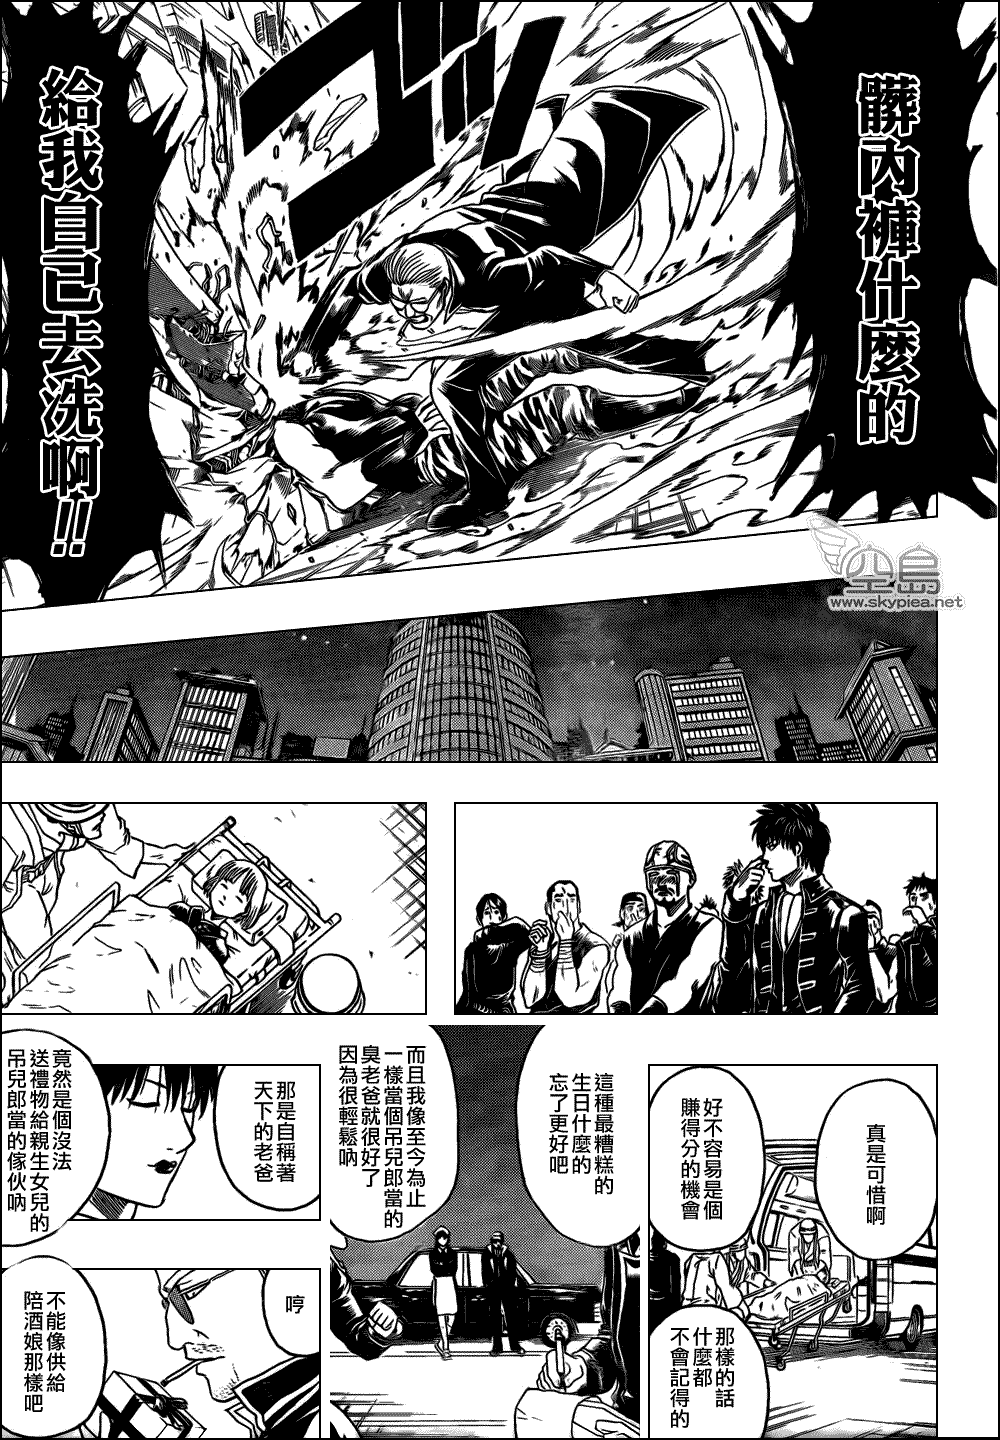 髒內褲什麼的
給我自己去洗啊!!
空島
www.skypiea.net
真是可惜啊
好不容易是個
賺得分的機會
那樣的話
什麼都
不會記得的
這種最糟糕的
生日什麼的
忘了更好吧
而且我像至今為止
一樣當個吊兒郎當的
臭老爸就很好了
因為很輕鬆吶
那是自稱著
天下的老爸
竟然是個沒法
送禮物給親生女兒的
吊兒郎當的傢伙吶
哼
不能像供給
陪酒娘那樣吧